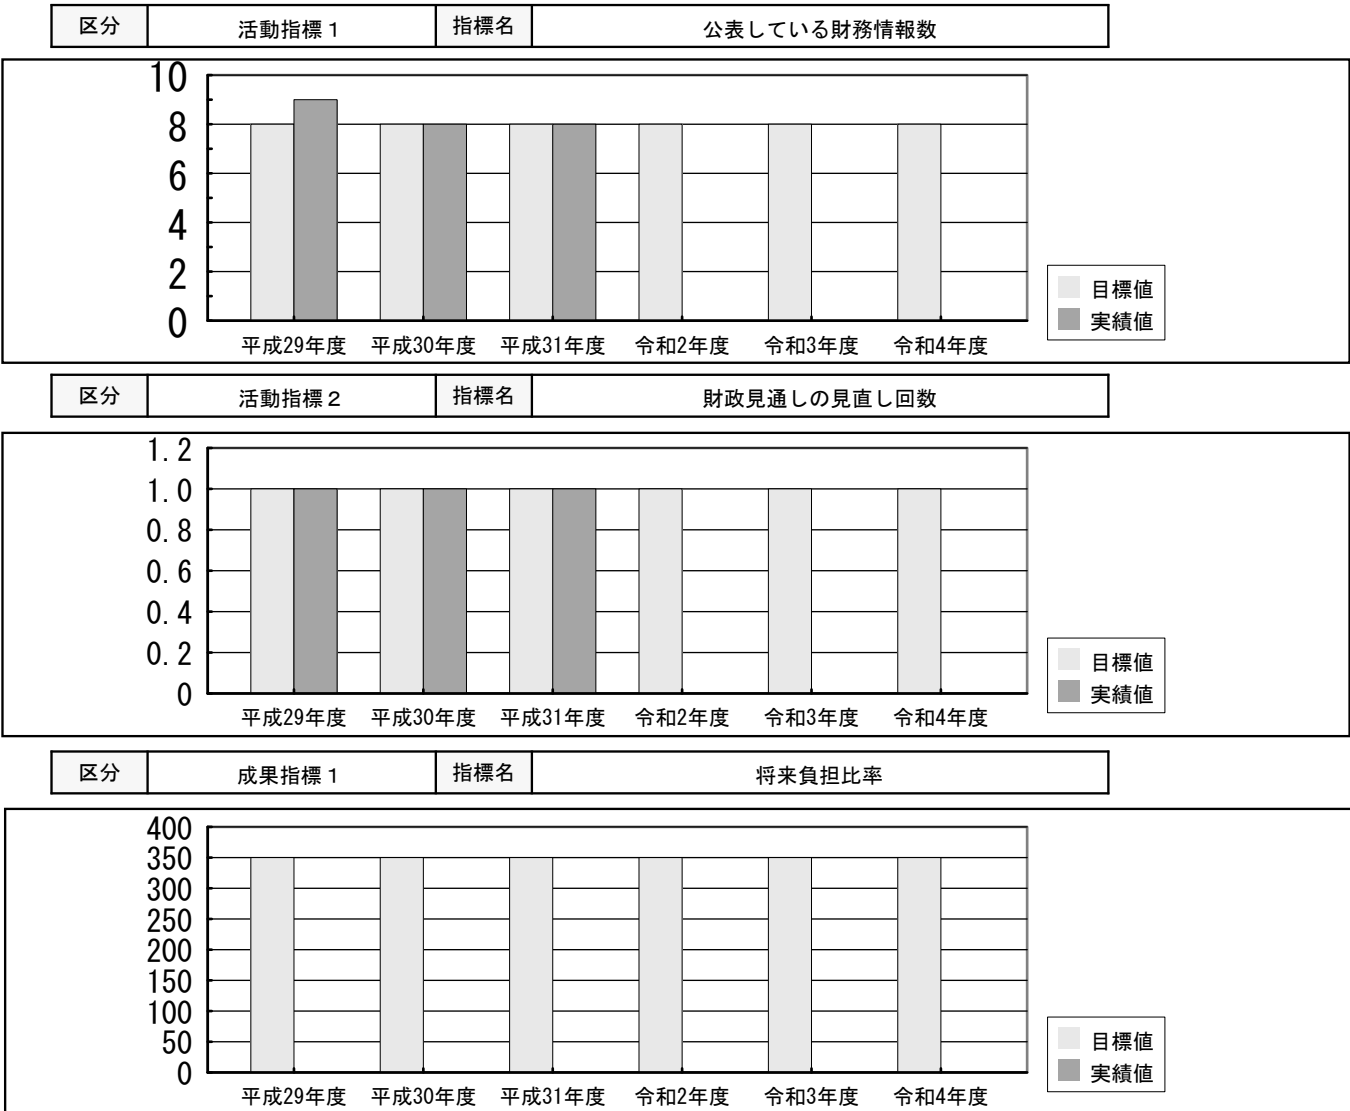 区分 活動指標１ 指標名 公表している財務情報数
10
8
6
4
2
0
平成29年度 平成30年度 平成31年度 令和2年度 令和3年度 令和4年度
目標値
実績値
区分 活動指標２ 指標名 財政見通しの見直し回数
1.2
1.0
0.8
0.6
0.4
0.2
0
平成29年度 平成30年度 平成31年度 令和2年度 令和3年度 令和4年度
目標値
実績値
区分 成果指標１ 指標名 将来負担比率
400
350
300
250
200
150
100
50
0
平成29年度 平成30年度 平成31年度 令和2年度 令和3年度 令和4年度
目標値
実績値